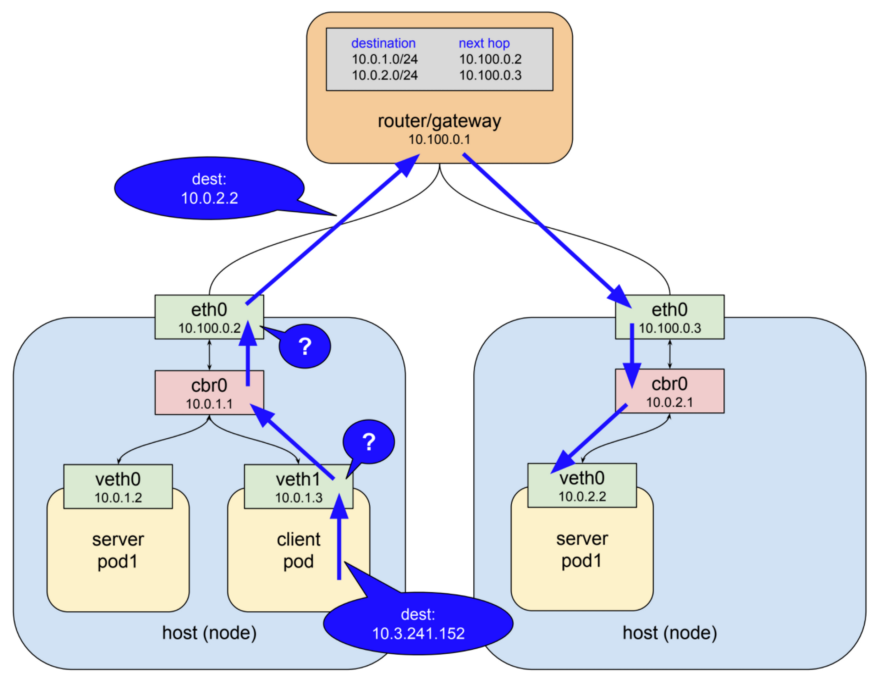 destination next hop
10.0.1.0/24 10.100.0.2
10.0.2.0/24 10.100.0.3
router/gateway
10.100.0.1
dest:
10.0.2.2
eth0
10.100.0.2
?
cbr0
10.0.1.1
?
veth0
10.0.1.2
veth1
10.0.1.3
server
pod1
client
pod
dest:
10.3.241.152
host (node)
eth0
10.100.0.3
cbr0
10.0.2.1
veth0
10.0.2.2
server
pod1
host (node)